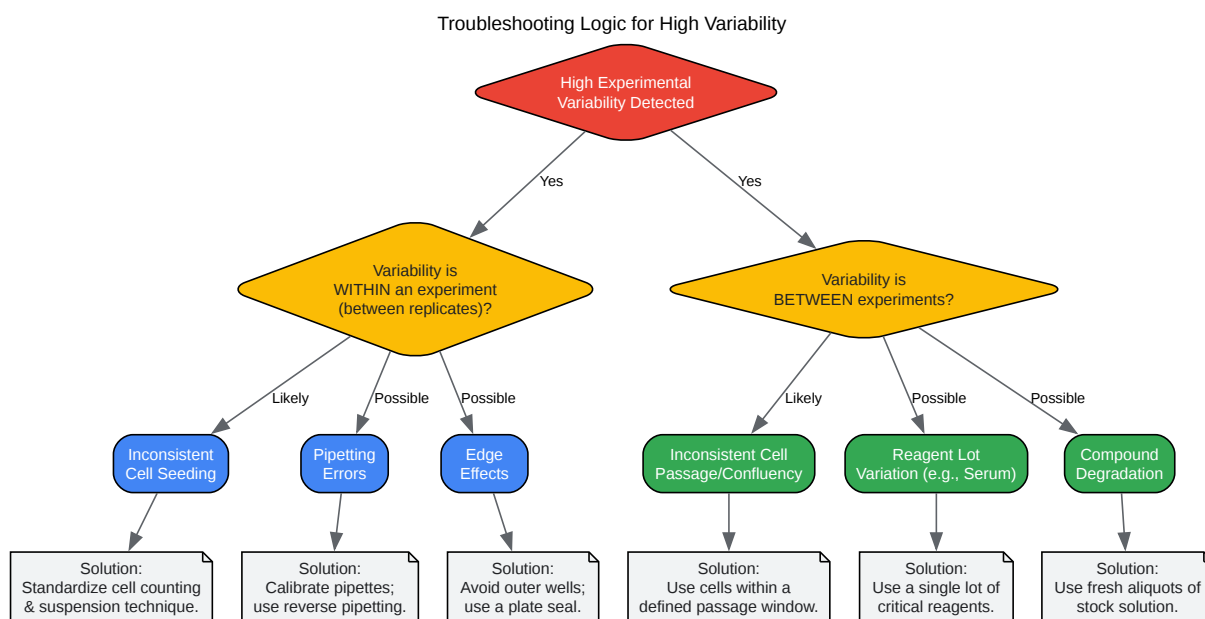 Troubleshooting Logic for High Variability
High Experimental
Variability Detected
Yes
Yes
Variability is
WITHIN an experiment
(between replicates)?
Variability is
BETWEEN experiments?
Likely
Possible
Possible
Likely
Possible
Possible
Inconsistent
Cell Seeding
Pipetting
Errors
Edge
Effects
Inconsistent Cell
Passage/Confluency
Reagent Lot
Variation (e.g., Serum)
Compound
Degradation
Solution:
Standardize cell counting
& suspension technique.
Solution:
Calibrate pipettes;
use reverse pipetting.
Solution:
Avoid outer wells;
use a plate seal.
Solution:
Use cells within a
defined passage window.
Solution:
Use a single lot of
critical reagents.
Solution:
Use fresh aliquots of
stock solution.